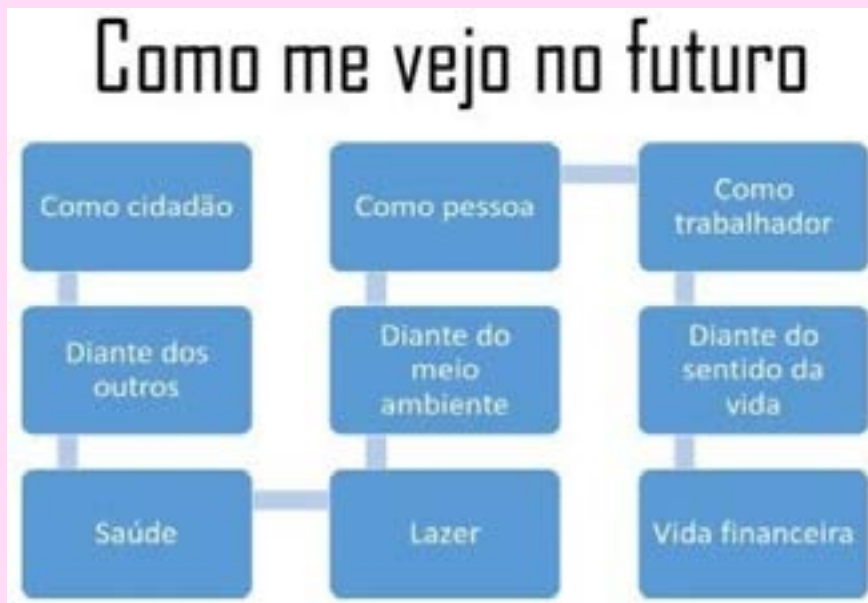 Como me vejo no futuro
Como cidadão
Diante dos
outros
Saúde
Lazer
Diante do
meio
ambiente
Como pessoa
Como
trabalhador
Diante do
sentido da
vida
Vida financeira